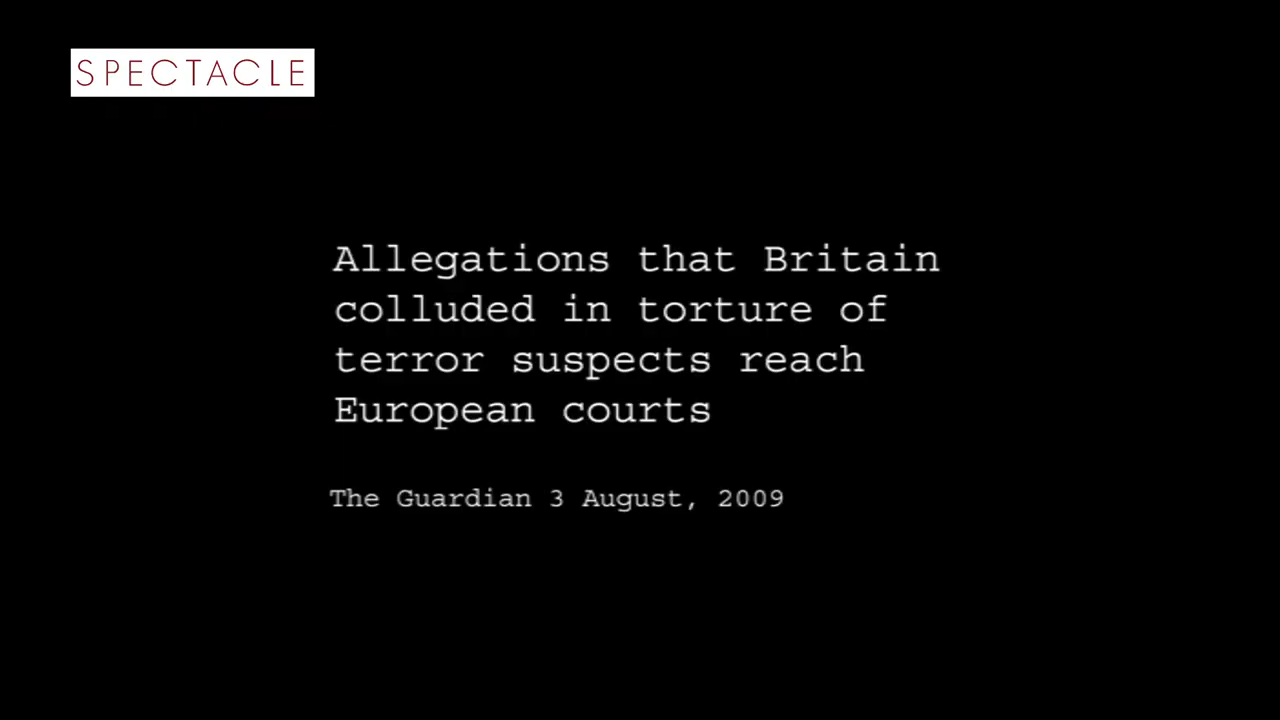 SPECTACLE
Allegations that Britain
colluded in torture of
terror suspects reach
European courts
The Guardian 3 August, 2009